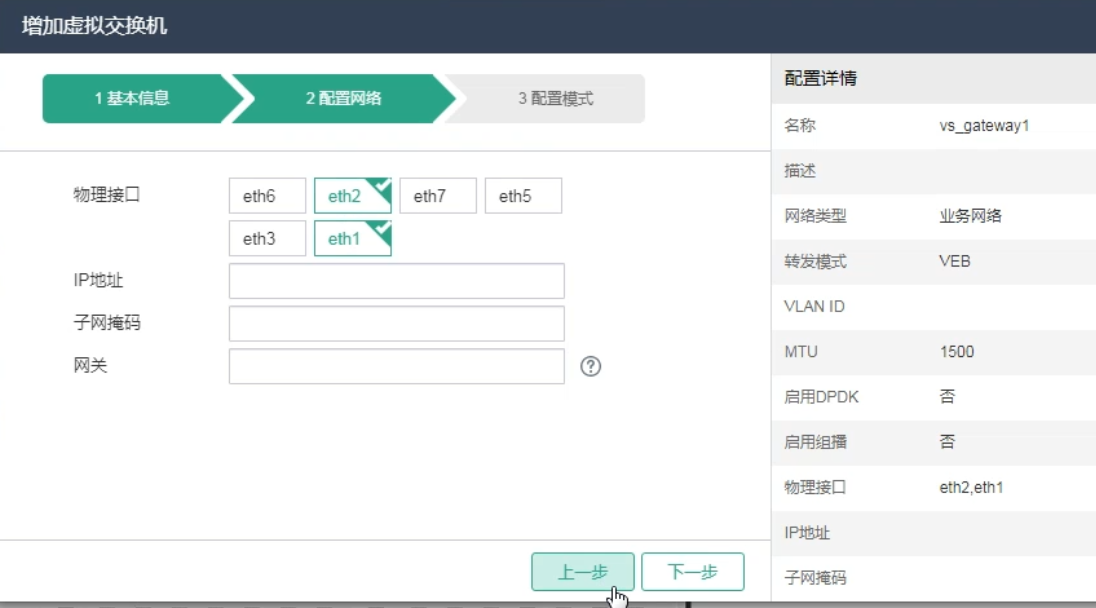 增加虚拟交换机
1 基本信息
2 配置网络
3 配置模式
物理接口
eth6
eth2
eth7
eth5
eth3
eth1
IP地址
子网掩码
网关
?
上一步
下一步
配置详情
名称 vs_gateway1
描述
网络类型 业务网络
转发模式 VEB
VLAN ID
MTU 1500
启用DPDK 否
启用组播 否
物理接口 eth2,eth1
IP地址
子网掩码